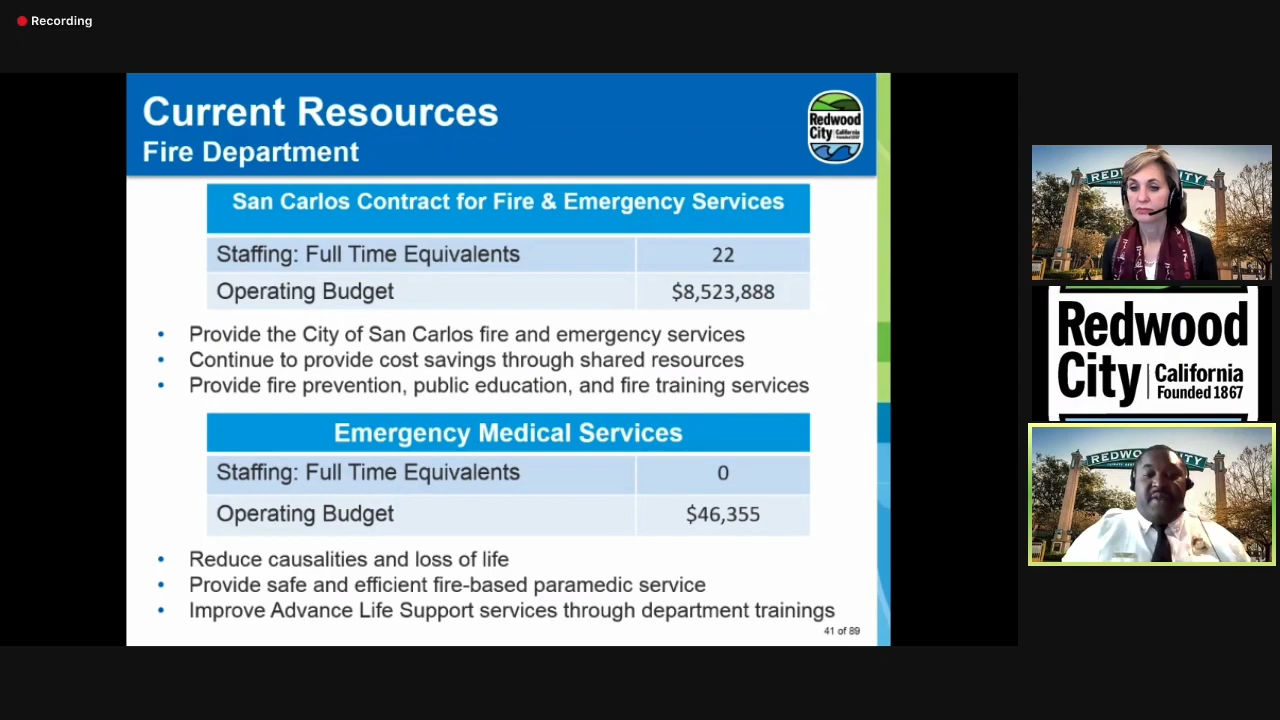 Recording
Current Resources
Fire Department
Redwood
City
California
Founded 1867
San Carlos Contract for Fire & Emergency Services
Staffing: Full Time Equivalents 22
Operating Budget $8,523,888
• Provide the City of San Carlos fire and emergency services
• Continue to provide cost savings through shared resources
• Provide fire prevention, public education, and fire training services
Emergency Medical Services
Staffing: Full Time Equivalents 0
Operating Budget $46,355
• Reduce causalities and loss of life
• Provide safe and efficient fire-based paramedic service
• Improve Advance Life Support services through department trainings
41 of 89
Redwood
City
California
Founded 1867